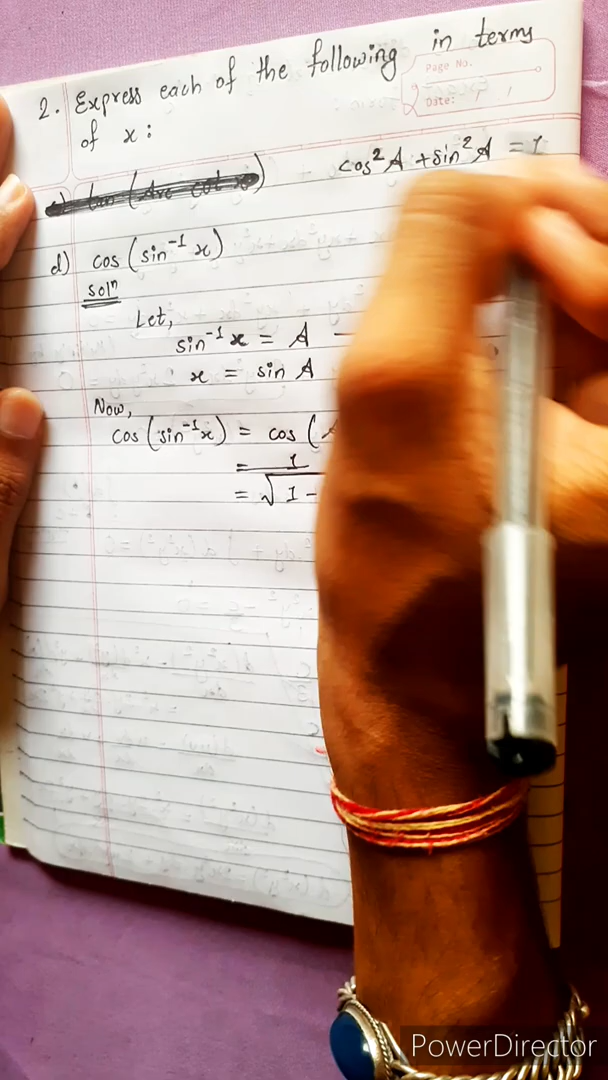 2. Express each of the following in terms
Page No.
Date: / /
of x:
cos²A + sin²A = 1
d) cos (sin⁻¹ x)
solⁿ
Let,
sin⁻¹ x = A —
x = sin A
Now,
cos (sin⁻¹x) = cos (A
= 1
= √1 -
PowerDirector